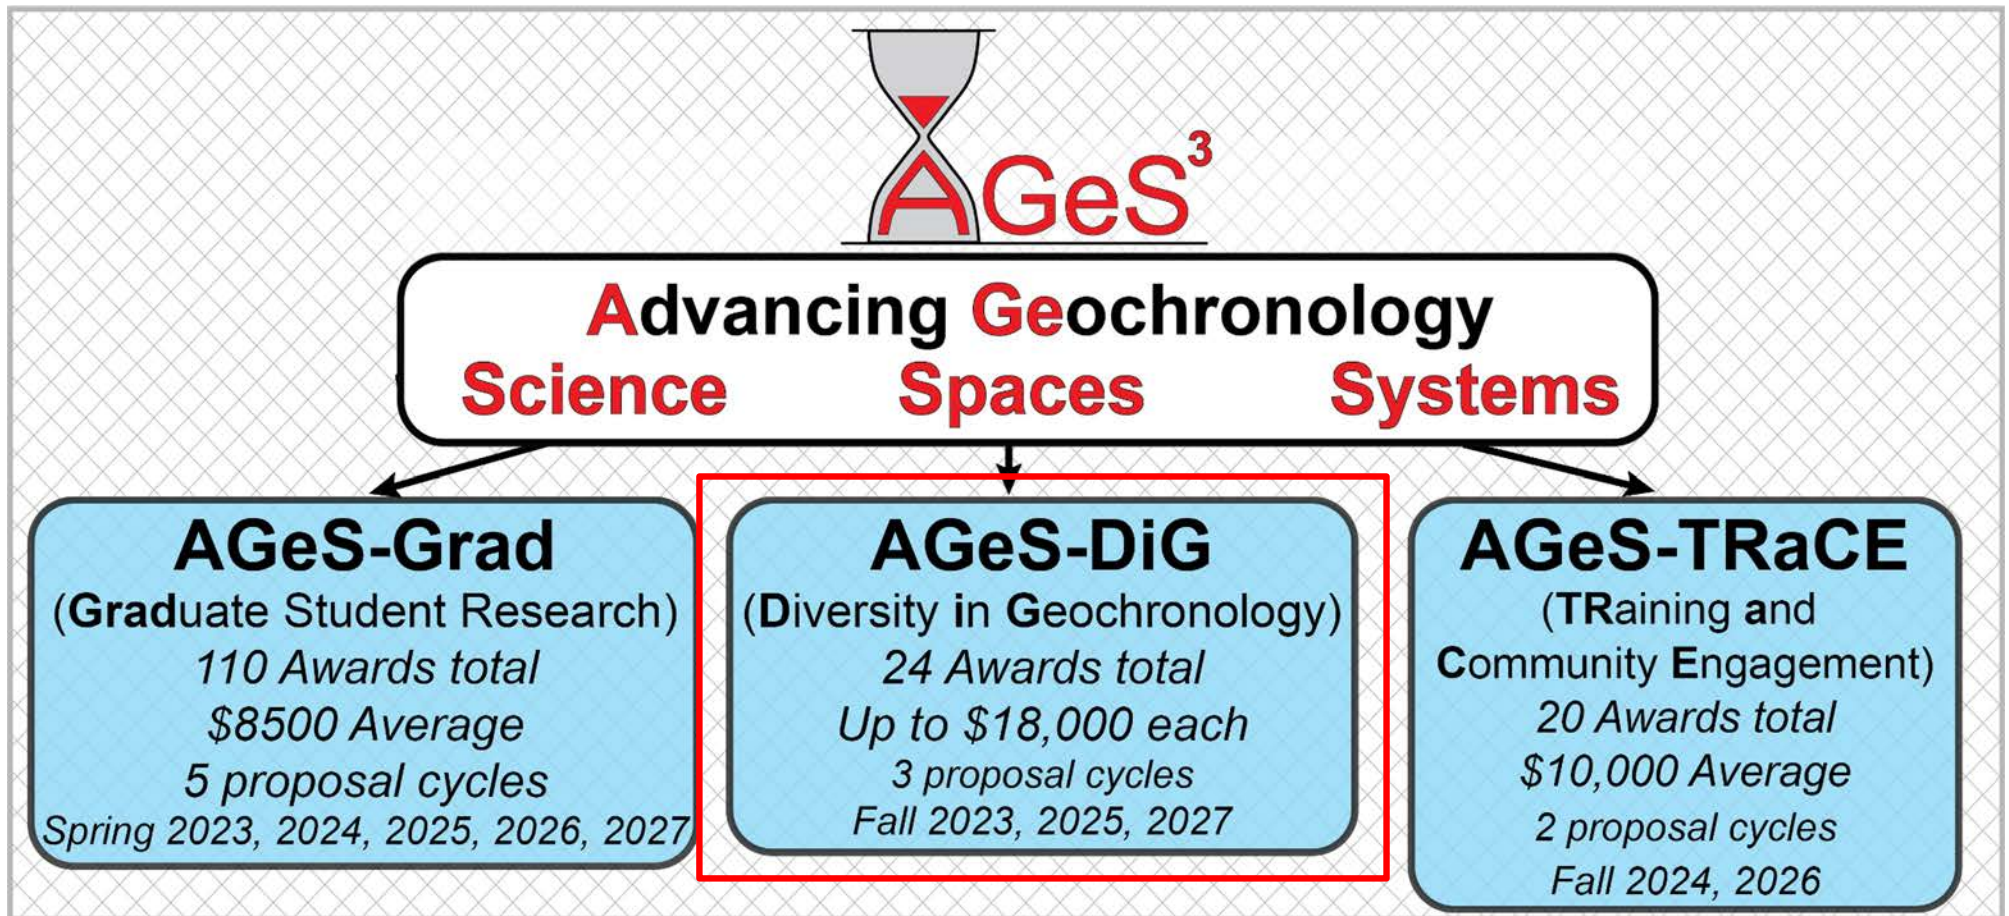 AGeS³
Advancing Geochronology
Science Spaces Systems
AGeS-Grad
(Graduate Student Research)
110 Awards total
$8500 Average
5 proposal cycles
Spring 2023, 2024, 2025, 2026, 2027
AGeS-DiG
(Diversity in Geochronology)
24 Awards total
Up to $18,000 each
3 proposal cycles
Fall 2023, 2025, 2027
AGeS-TRaCE
(TRaining and
Community Engagement)
20 Awards total
$10,000 Average
2 proposal cycles
Fall 2024, 2026